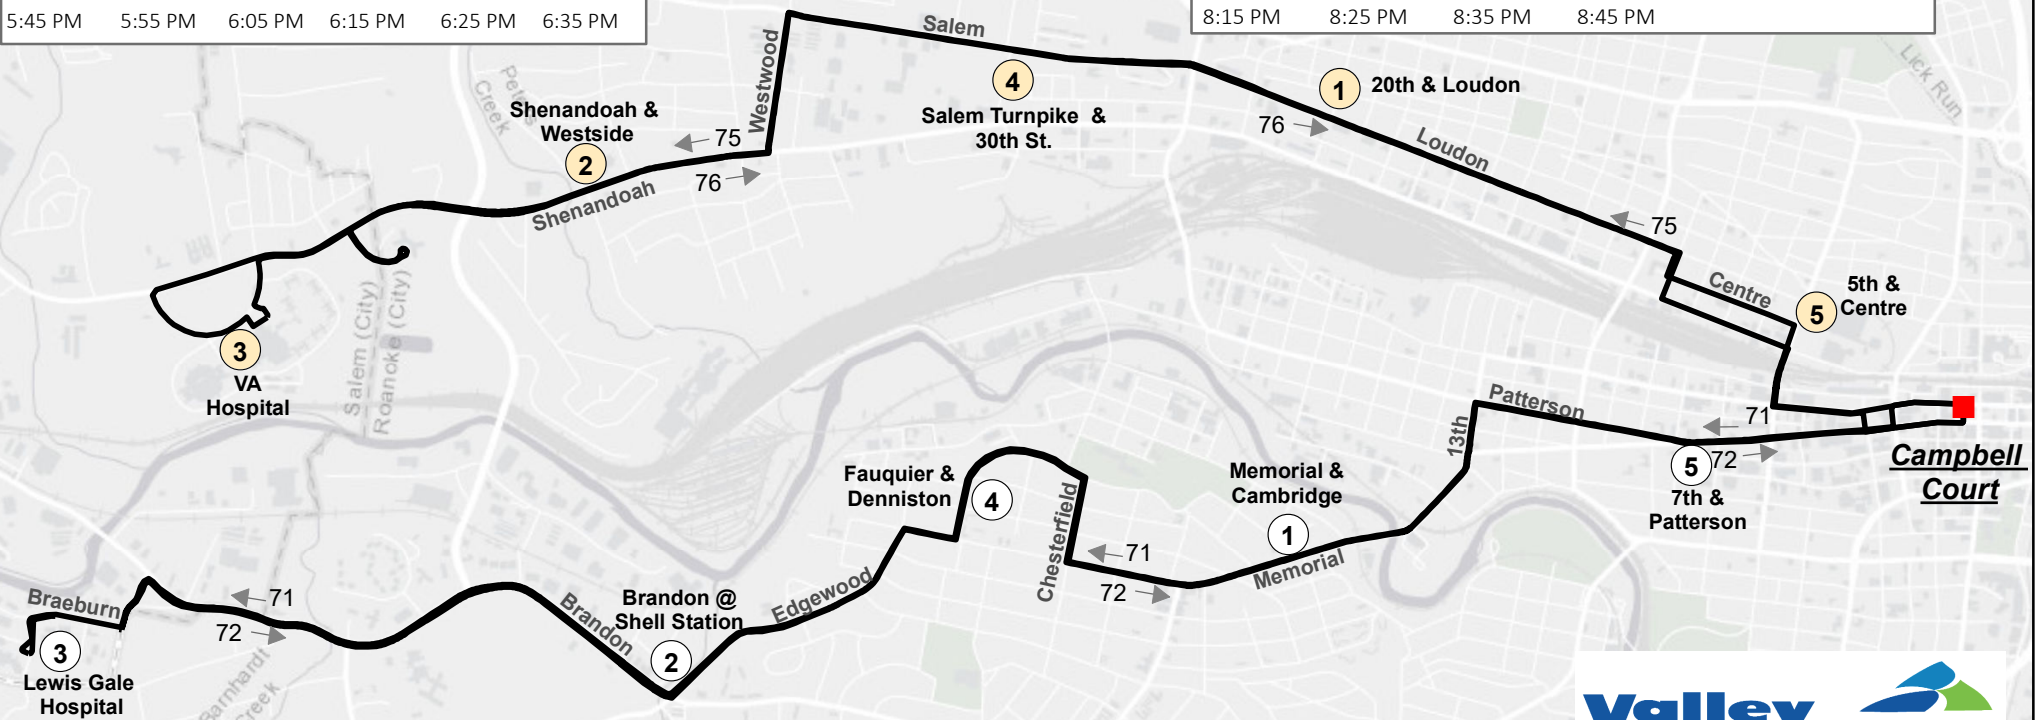 5:45 PM 5:55 PM 6:05 PM 6:15 PM 6:25 PM 6:35 PM
8:15 PM 8:25 PM 8:35 PM 8:45 PM
Salem
Westwood
Lick Run
Peters
Creek
Shenandoah &
Westside
2
75
76
Shenandoah
4
Salem Turnpike &
30th St.
1
20th & Loudon
76
Loudon
75
Centre
5th &
Centre
5
Salem (City)
Roanoke (City)
3
VA
Hospital
Patterson
13th
71
72
5
7th &
Patterson
Campbell
Court
Fauquier &
Denniston
4
Chesterfield
Memorial &
Cambridge
1
71
72
Memorial
Braeburn
71
72
3
Lewis Gale
Hospital
Barnhardt
Creek
Brandon
Brandon @
Shell Station
2
Edgewood
Valley